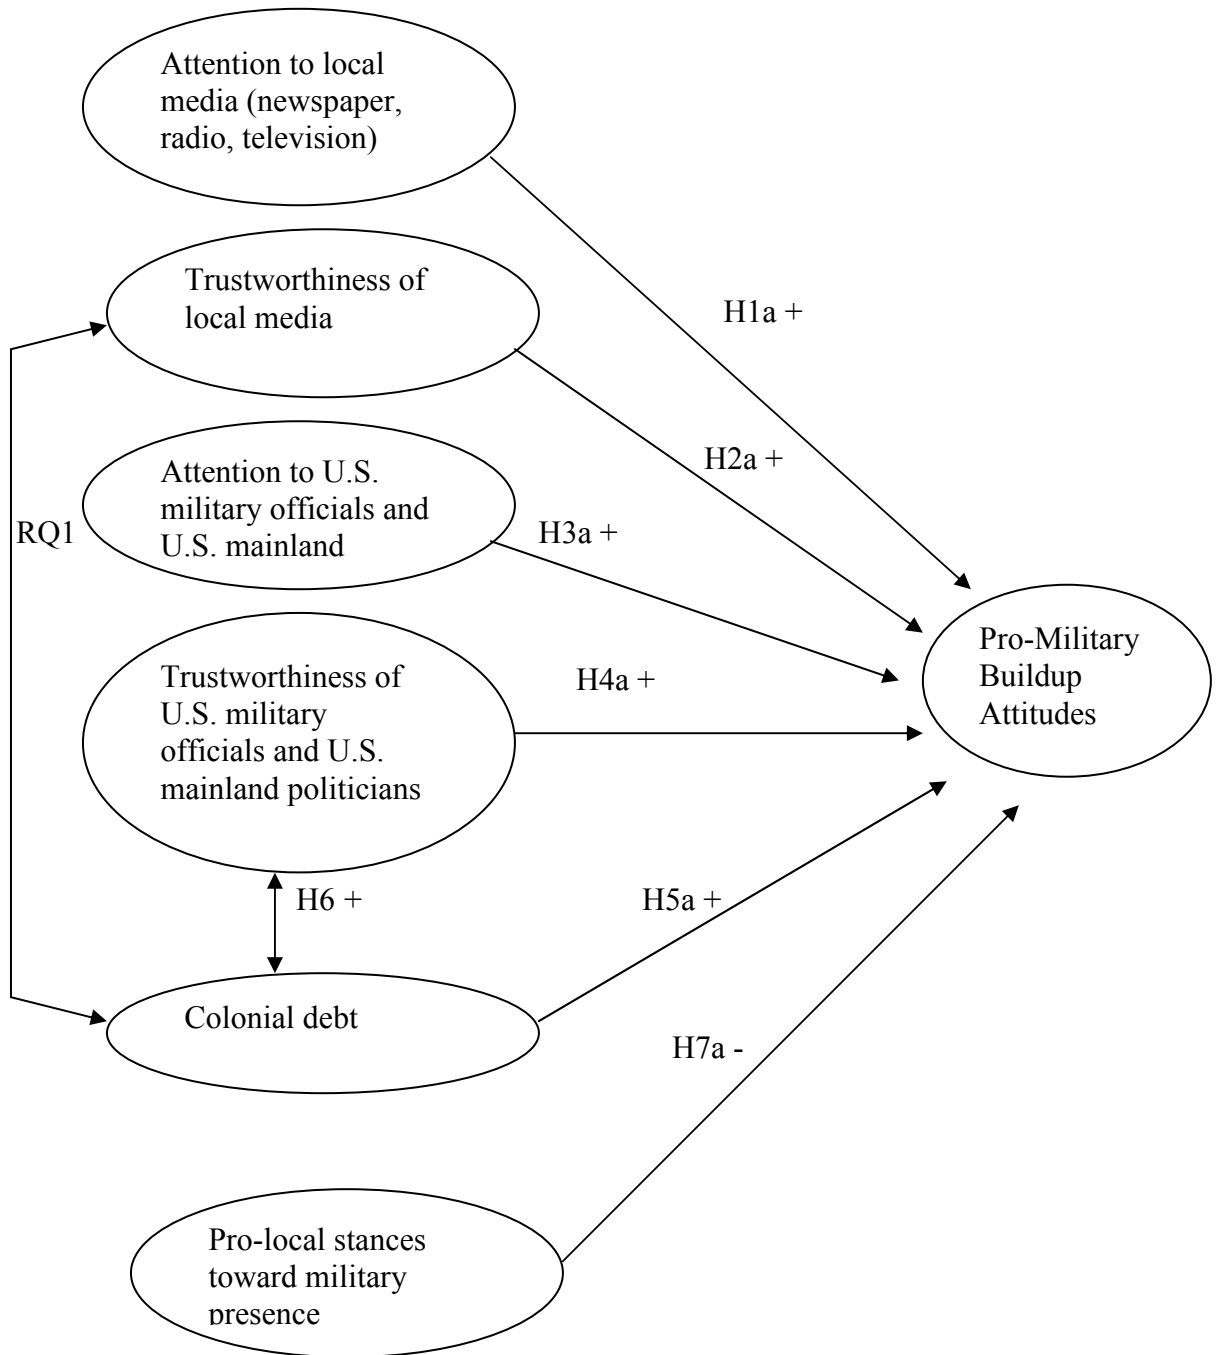 Attention to local
media (newspaper,
radio, television)
Trustworthiness of
local media
H1a +
H2a +
Attention to U.S.
military officials and
U.S. mainland
RQ1
H3a +
Pro-Military
Buildup
Attitudes
Trustworthiness of
U.S. military
officials and U.S.
mainland politicians
H4a +
H6 +
H5a +
Colonial debt
H7a -
Pro-local stances
toward military
presence